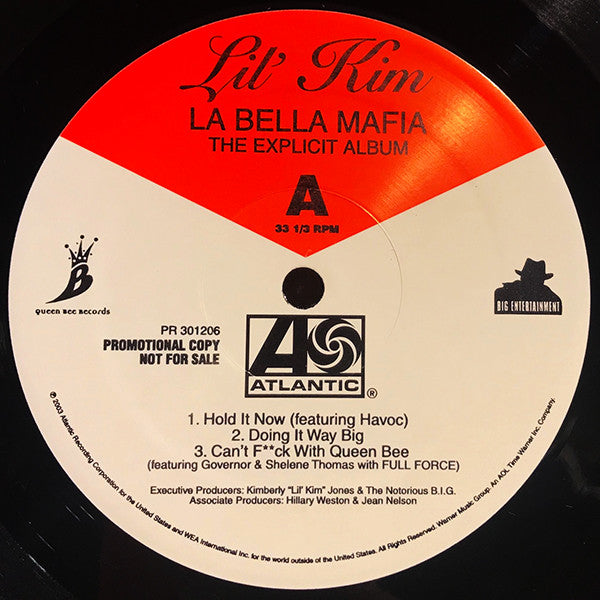 Lil' Kim
LA BELLA MAFIA
THE EXPLICIT ALBUM
A
33 1/3 RPM
B
Queen Bee Records
BIG ENTERTAINMENT
PR 301206
PROMOTIONAL COPY
NOT FOR SALE
ATLANTIC®
1. Hold It Now (featuring Havoc)
2. Doing It Way Big
3. Can't F**ck With Queen Bee
(featuring Governor & Shelene Thomas with FULL FORCE)
Executive Producers: Kimberly "Lil' Kim" Jones & The Notorious B.I.G.
Associate Producers: Hillary Weston & Jean Nelson
℗ 2003 Atlantic Recording Corporation for the United States and WEA International Inc. for the world outside of the United States. All Rights Reserved. Warner Music Group. An AOL Time Warner Inc. Company.